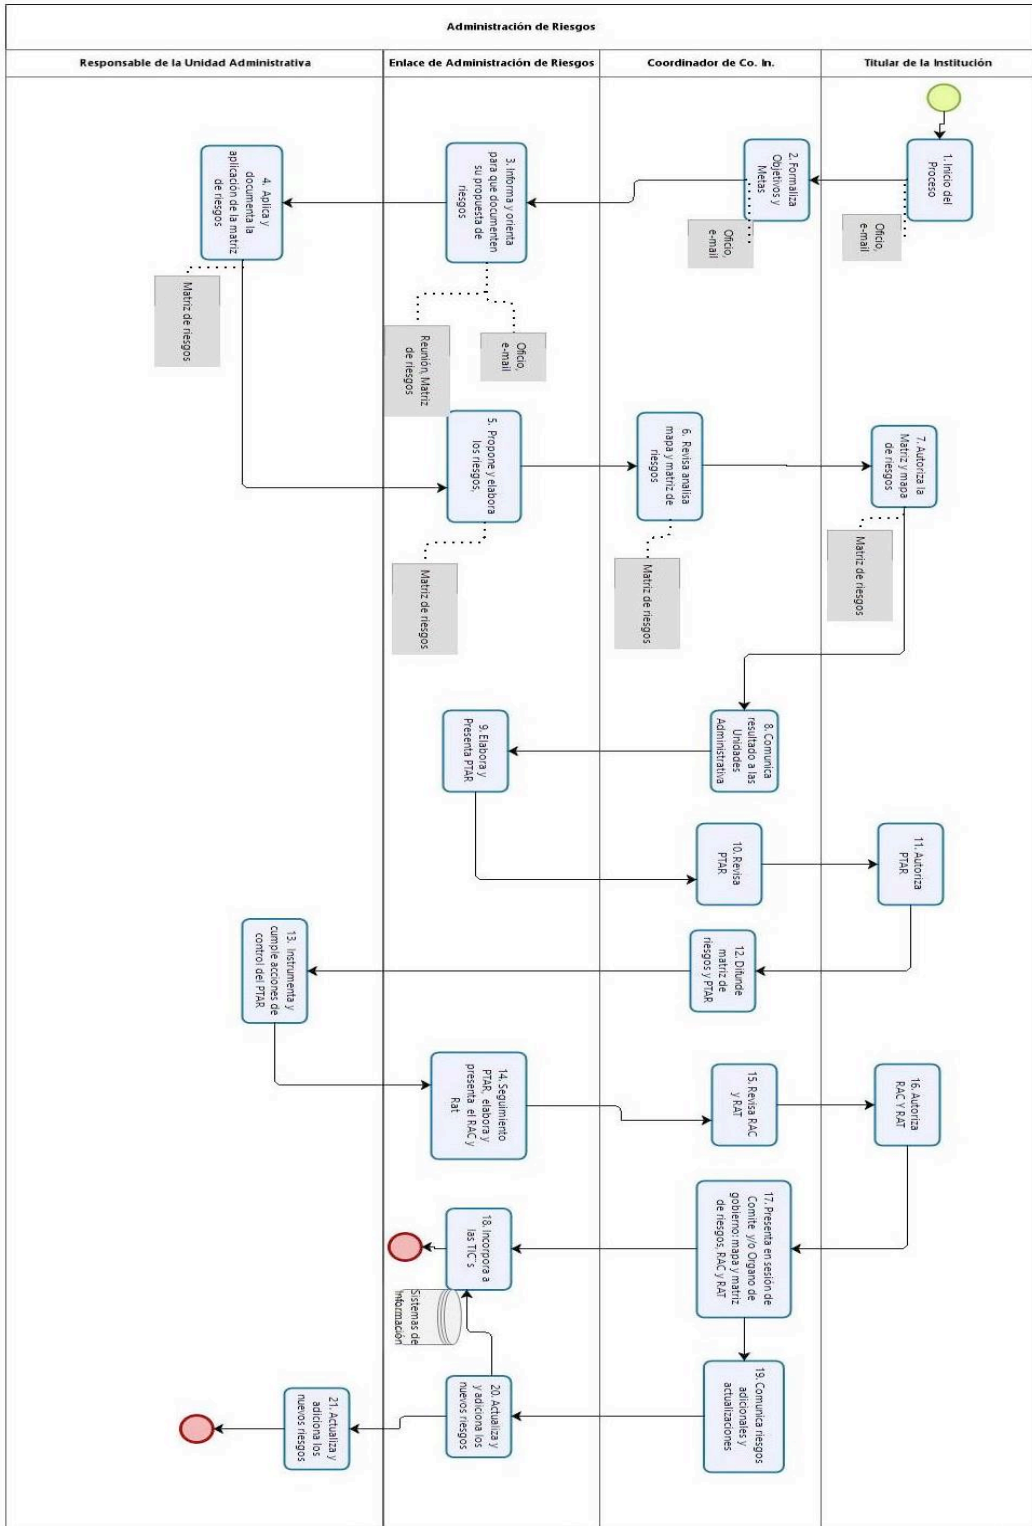 Administración de Riesgos
Responsable de la Unidad Administrativa
Enlace de Administración de Riesgos
Coordinador de Co. In.
Titular de la Institución
1. Inicio del
Proceso
Oficio,
e-mail
2. Formaliza
Objetivos y
Metas
Oficio,
e-mail
3. Informa y orienta
para que documenten
su propuesta de
riesgos
Oficio,
e-mail
Reunión, Matriz
de riesgos
4. Aplica y
documenta la
aplicación de la matriz
de riesgos
Matriz de riesgos
5. Propone y elabora
los riesgos,
Matriz de riesgos
6. Revisa analisa
mapa y matriz de
riesgos
Matriz de riesgos
7. Autoriza la
Matriz y mapa
de riesgos
Matriz de riesgos
8. Comunica
resultado a las
Unidades
Administrativa
9. Elabora y
Presenta PTAR
10. Revisa
PTAR
11. Autoriza
PTAR
12. Difunde
matriz de
riesgos y PTAR
13. Instrumenta y
cumple acciones de
control del PTAR
14. Seguimiento
PTAR, elabora y
presenta el RAC y
Rat
15. Revisa RAC
y RAT
16. Autoriza
RAC Y RAT
17. Presenta en sesión de
Comite y/o Organo de
gobierno: mapa y matriz
de riesgos, RAC y RAT
18. Incorpora a
las TIC´s
Sistemas de
Información
19. Comunica riesgos
adicionales y
actualizaciones
20. Actualiza y
y adiciona los
nuevos riesgos
21. Actualiza y
adiciona los
nuevos riesgos